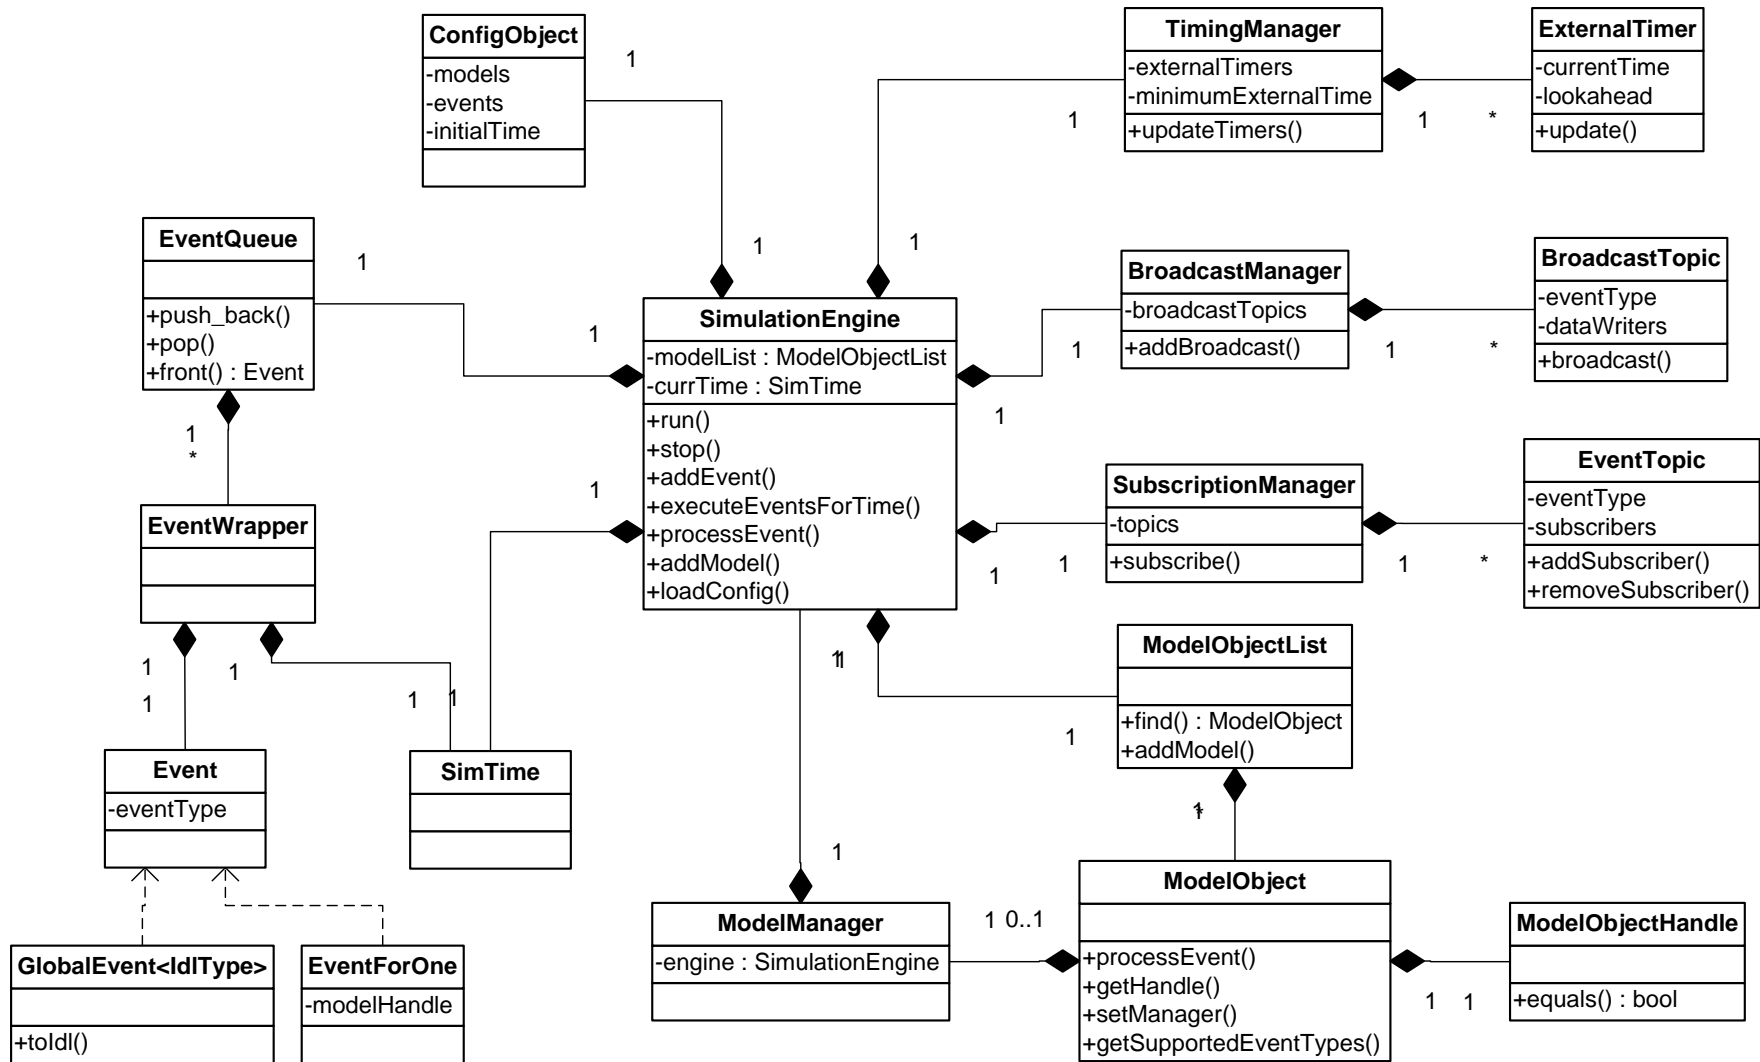 ConfigObject
-models
-events
-initialTime
1
1
TimingManager
-externalTimers
-minimumExternalTime
+updateTimers()
1
1
1
*
ExternalTimer
-currentTime
-lookahead
+update()
EventQueue
+push_back()
+pop()
+front() : Event
1
1
1
*
SimulationEngine
-modelList : ModelObjectList
-currTime : SimTime
+run()
+stop()
+addEvent()
+executeEventsForTime()
+processEvent()
+addModel()
+loadConfig()
BroadcastManager
-broadcastTopics
+addBroadcast()
1
1
1
*
BroadcastTopic
-eventType
-dataWriters
+broadcast()
SubscriptionManager
-topics
+subscribe()
1
1
1
*
EventTopic
-eventType
-subscribers
+addSubscriber()
+removeSubscriber()
EventWrapper
1
1
1
1
1
1
Event
-eventType
SimTime
ModelObjectList
+find() : ModelObject
+addModel()
1
1
1
1
*
GlobalEvent<IdlType>
+toIdl()
EventForOne
-modelHandle
ModelManager
-engine : SimulationEngine
1
1 0..1
ModelObject
+processEvent()
+getHandle()
+setManager()
+getSupportedEventTypes()
1
1
ModelObjectHandle
+equals() : bool